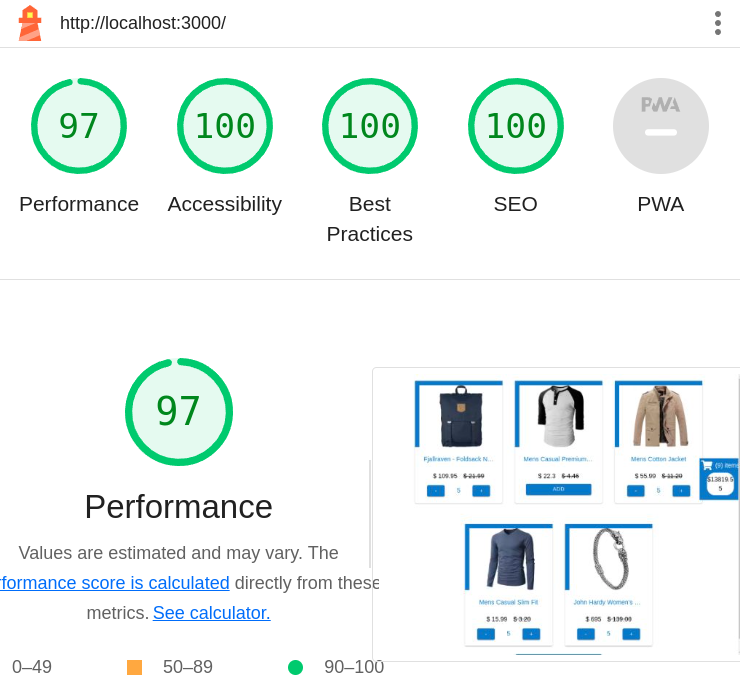 http://localhost:3000/
97
100
100
100
PWA
Performance
Accessibility
Best
Practices
SEO
PWA
97
Performance
Values are estimated and may vary. The
rformance score is calculated directly from these
metrics. See calculator.
0–49
50–89
90–100
Fjallraven - Foldsack N...
$ 109.95 $ 21.99
- 5 +
Mens Casual Premium...
$ 22.3 $ 4.46
ADD
Mens Cotton Jacket
$ 55.99 $ 11.20
- 5 +
(9) items
$13819.5
5
Mens Casual Slim Fit
$ 15.99 $ 3.20
- 5 +
John Hardy Women's ...
$ 695 $ 139.00
- 5 +